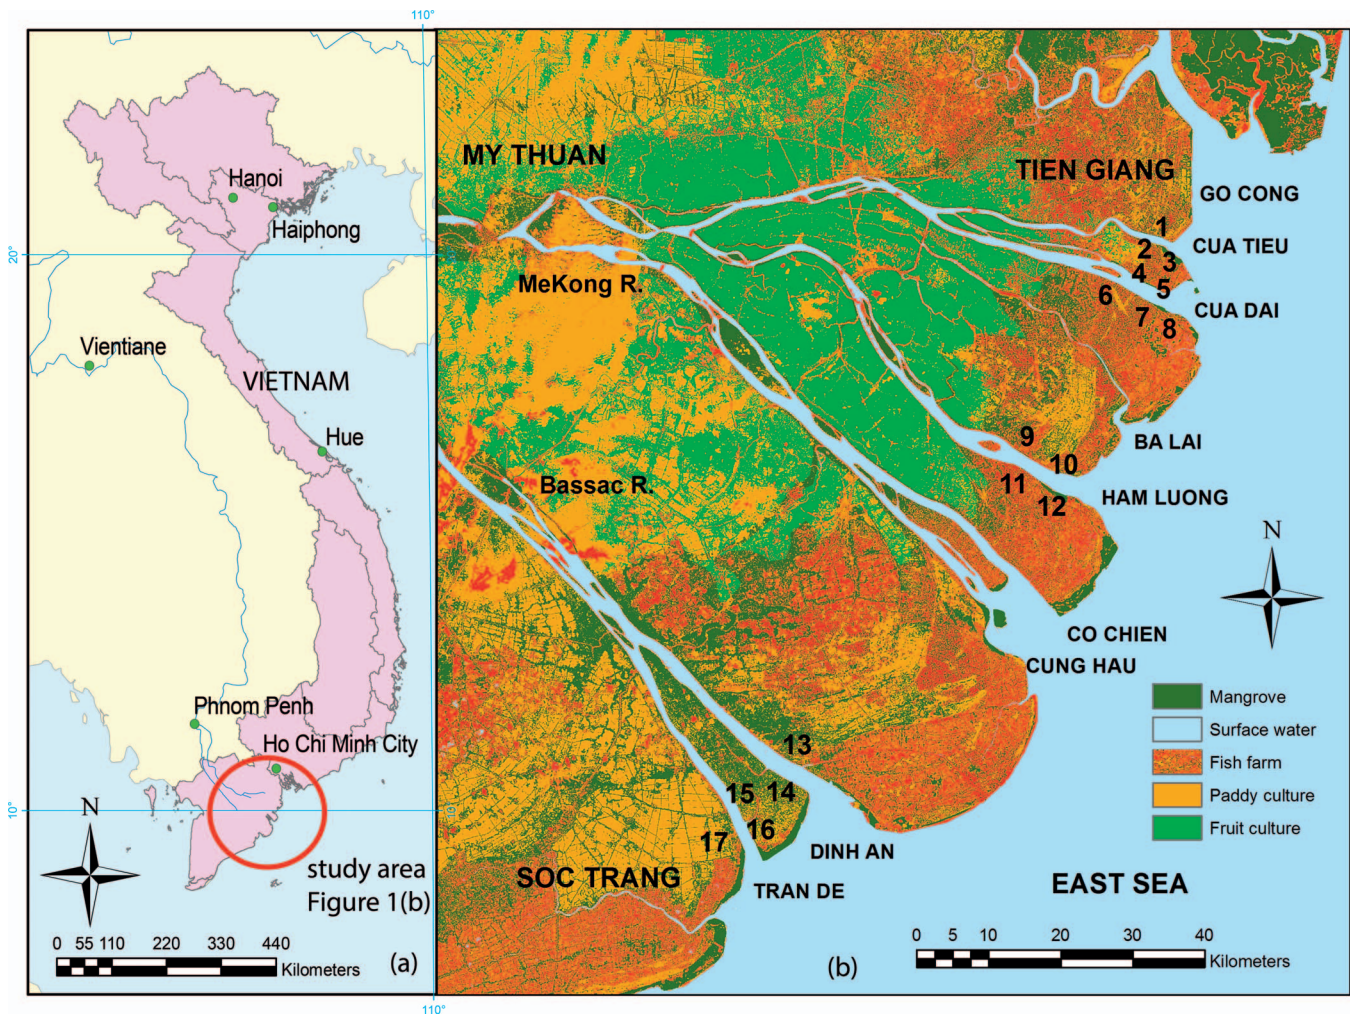 110°
Hanoi
Haiphong
20°
Vientiane
VIETNAM
Hue
Phnom Penh
Ho Chi Minh City
10°
N
study area
Figure 1(b)
0 55 110 220 330 440
Kilometers
(a)
110°
MY THUAN
TIEN GIANG
GO CONG
1
CUA TIEU
2
3
4
5
MeKong R.
6
CUA DAI
7
8
9
BA LAI
10
11
HAM LUONG
12
Bassac R.
N
CO CHIEN
CUNG HAU
Mangrove
Surface water
Fish farm
Paddy culture
Fruit culture
13
15
14
16
17
DINH AN
SOC TRANG
TRAN DE
EAST SEA
0 5 10 20 30 40
Kilometers
(b)